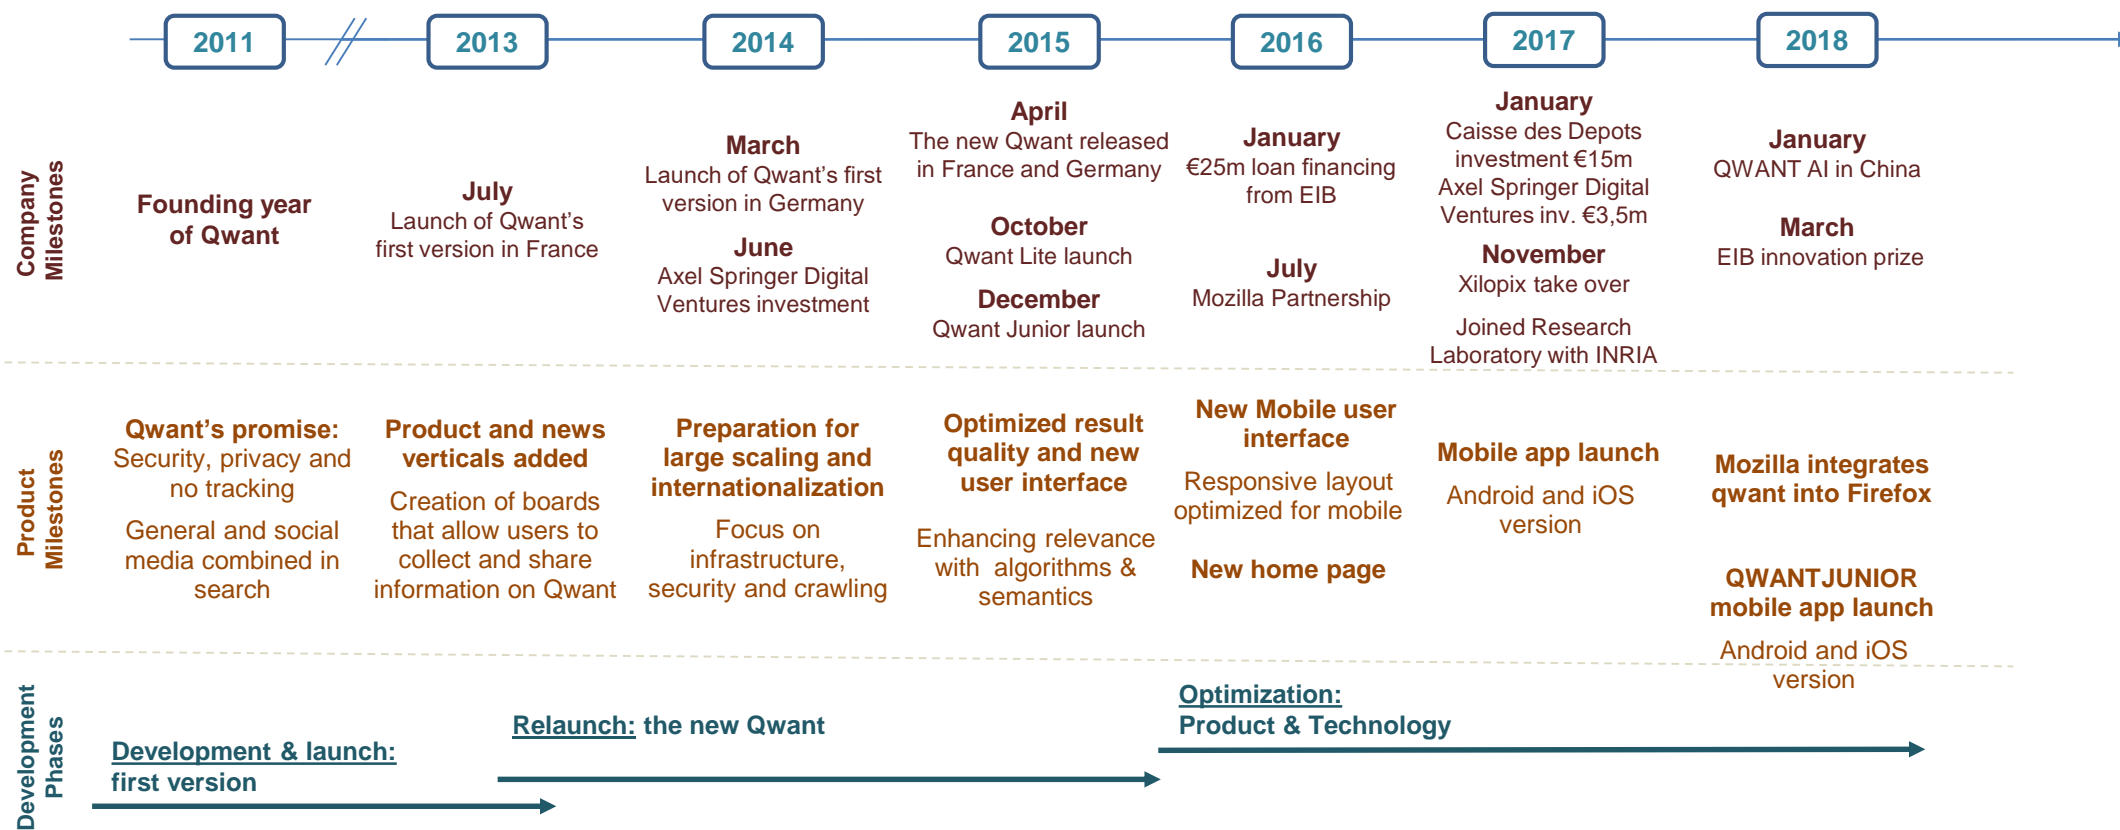 2011
2013
2014
2015
2016
2017
2018
Company
Milestones
Founding year
of Qwant
July
Launch of Qwant's
first version in France
March
Launch of Qwant's first
version in Germany
June
Axel Springer Digital
Ventures investment
April
The new Qwant released
in France and Germany
October
Qwant Lite launch
December
Qwant Junior launch
January
€25m loan financing
from EIB
July
Mozilla Partnership
January
Caisse des Depots
investment €15m
Axel Springer Digital
Ventures inv. €3,5m
November
Xilopix take over
Joined Research
Laboratory with INRIA
January
QWANT AI in China
March
EIB innovation prize
Product
Milestones
Qwant's promise:
Security, privacy and
no tracking
General and social
media combined in
search
Product and news
verticals added
Creation of boards
that allow users to
collect and share
information on Qwant
Preparation for
large scaling and
internationalization
Focus on
infrastructure,
security and crawling
Optimized result
quality and new
user interface
Enhancing relevance
with algorithms &
semantics
New Mobile user
interface
Responsive layout
optimized for mobile
New home page
Mobile app launch
Android and iOS
version
Mozilla integrates
qwant into Firefox
QWANTJUNIOR
mobile app launch
Android and iOS
version
Development
Phases
Development & launch:
first version
Relaunch: the new Qwant
Optimization:
Product & Technology